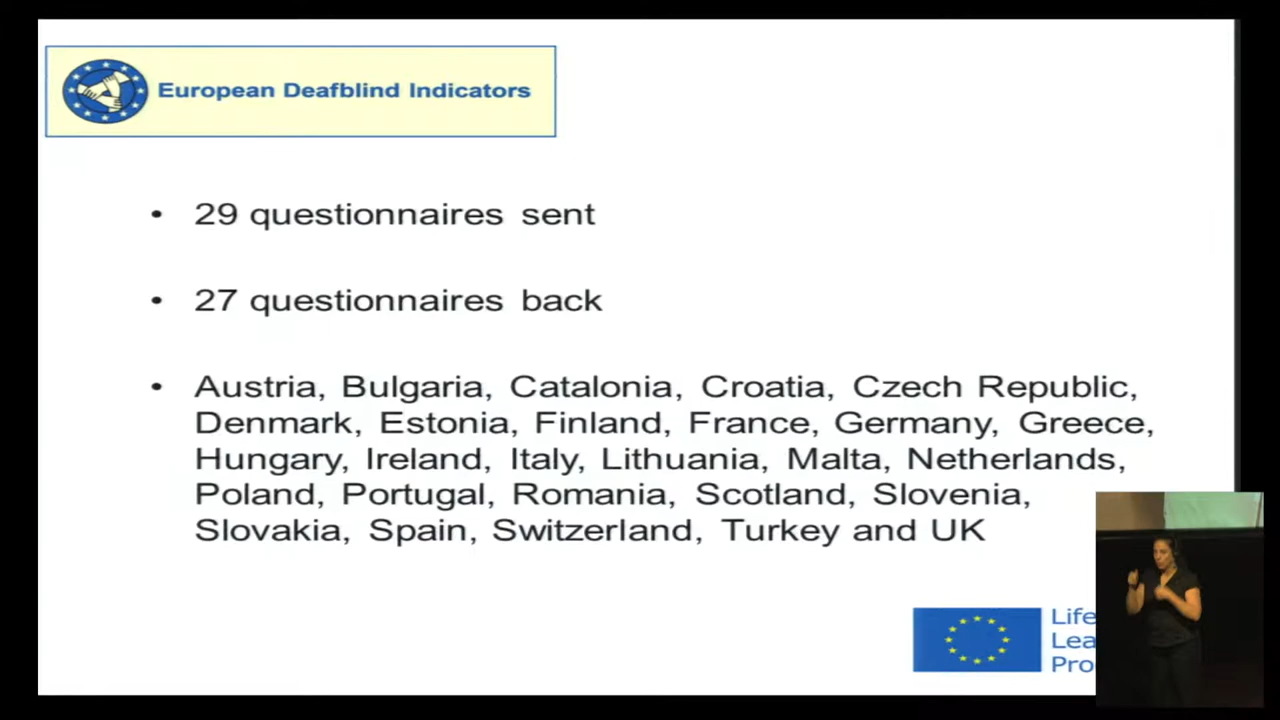 European Deafblind Indicators
• 29 questionnaires sent
• 27 questionnaires back
• Austria, Bulgaria, Catalonia, Croatia, Czech Republic,
Denmark, Estonia, Finland, France, Germany, Greece,
Hungary, Ireland, Italy, Lithuania, Malta, Netherlands,
Poland, Portugal, Romania, Scotland, Slovenia,
Slovakia, Spain, Switzerland, Turkey and UK
Life
Lea
Pro